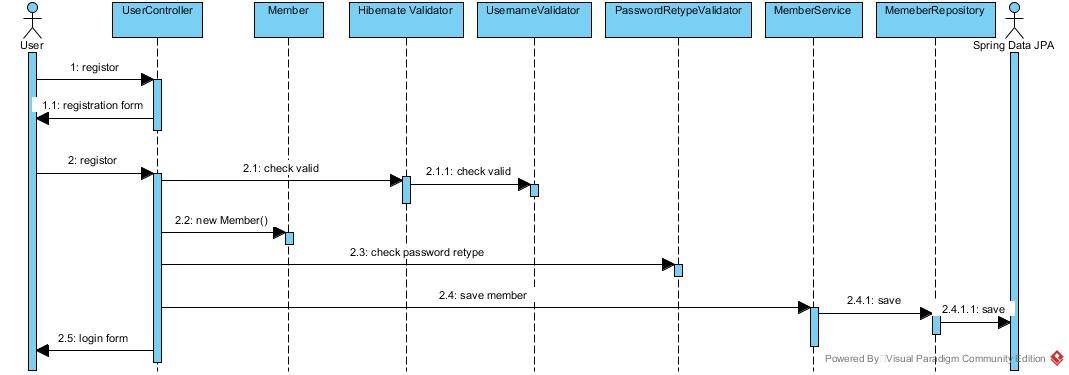 UserController
Member
Hibernate Validator
UsernameValidator
PasswordRetypeValidator
MemberService
MemeberRepository
User
Spring Data JPA
1: registor
1.1: registration form
2: registor
2.1: check valid
2.1.1: check valid
2.2: new Member()
2.3: check password retype
2.4: save member
2.4.1: save
2.4.1.1: save
2.5: login form
Powered By Visual Paradigm Community Edition